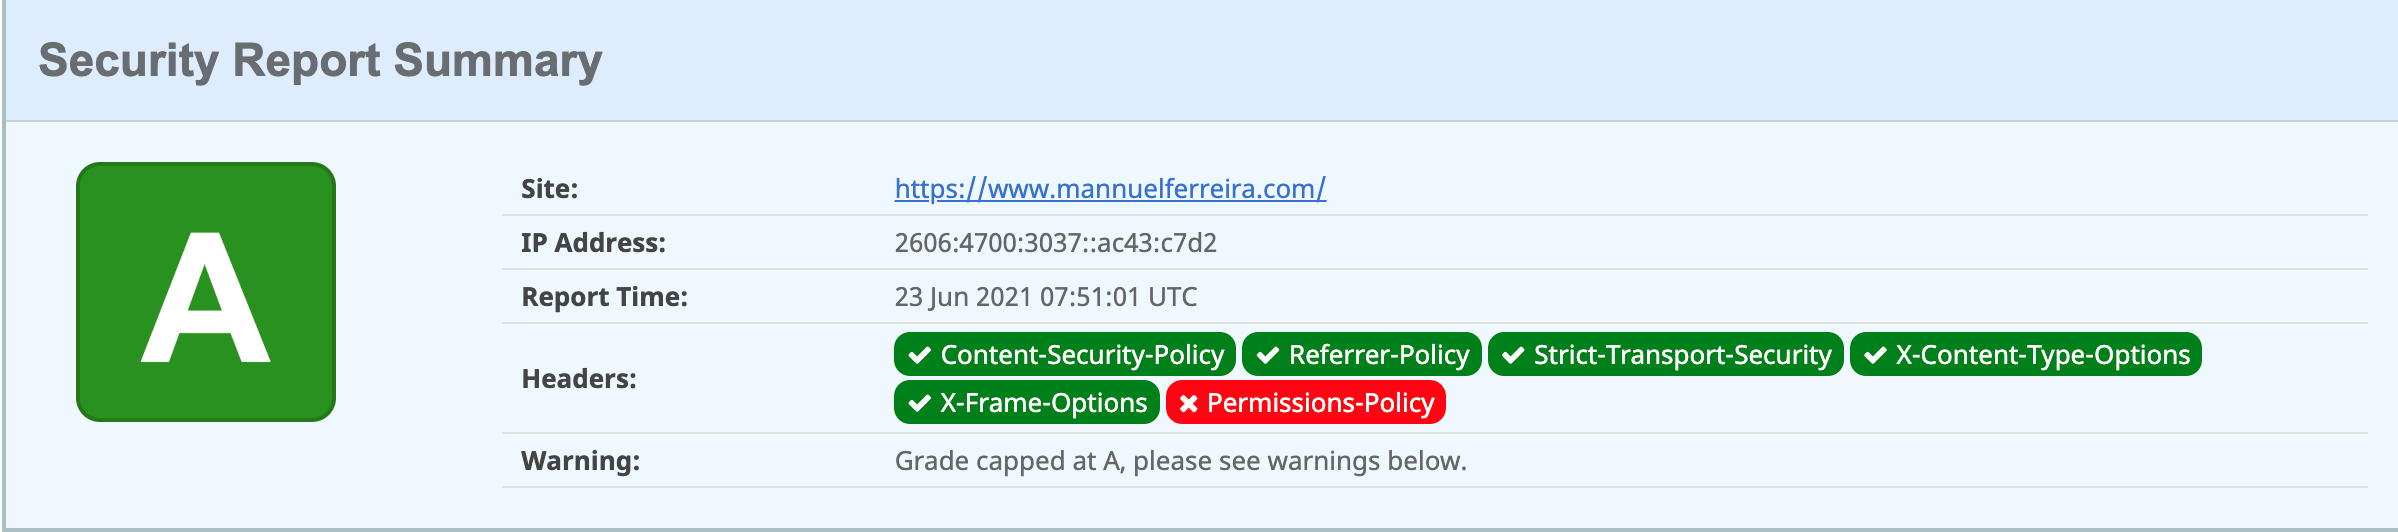 Security Report Summary
A
Site: https://www.mannuelferreira.com/
IP Address: 2606:4700:3037::ac43:c7d2
Report Time: 23 Jun 2021 07:51:01 UTC
Headers: Content-Security-Policy Referrer-Policy Strict-Transport-Security X-Content-Type-Options
X-Frame-Options Permissions-Policy
Warning: Grade capped at A, please see warnings below.